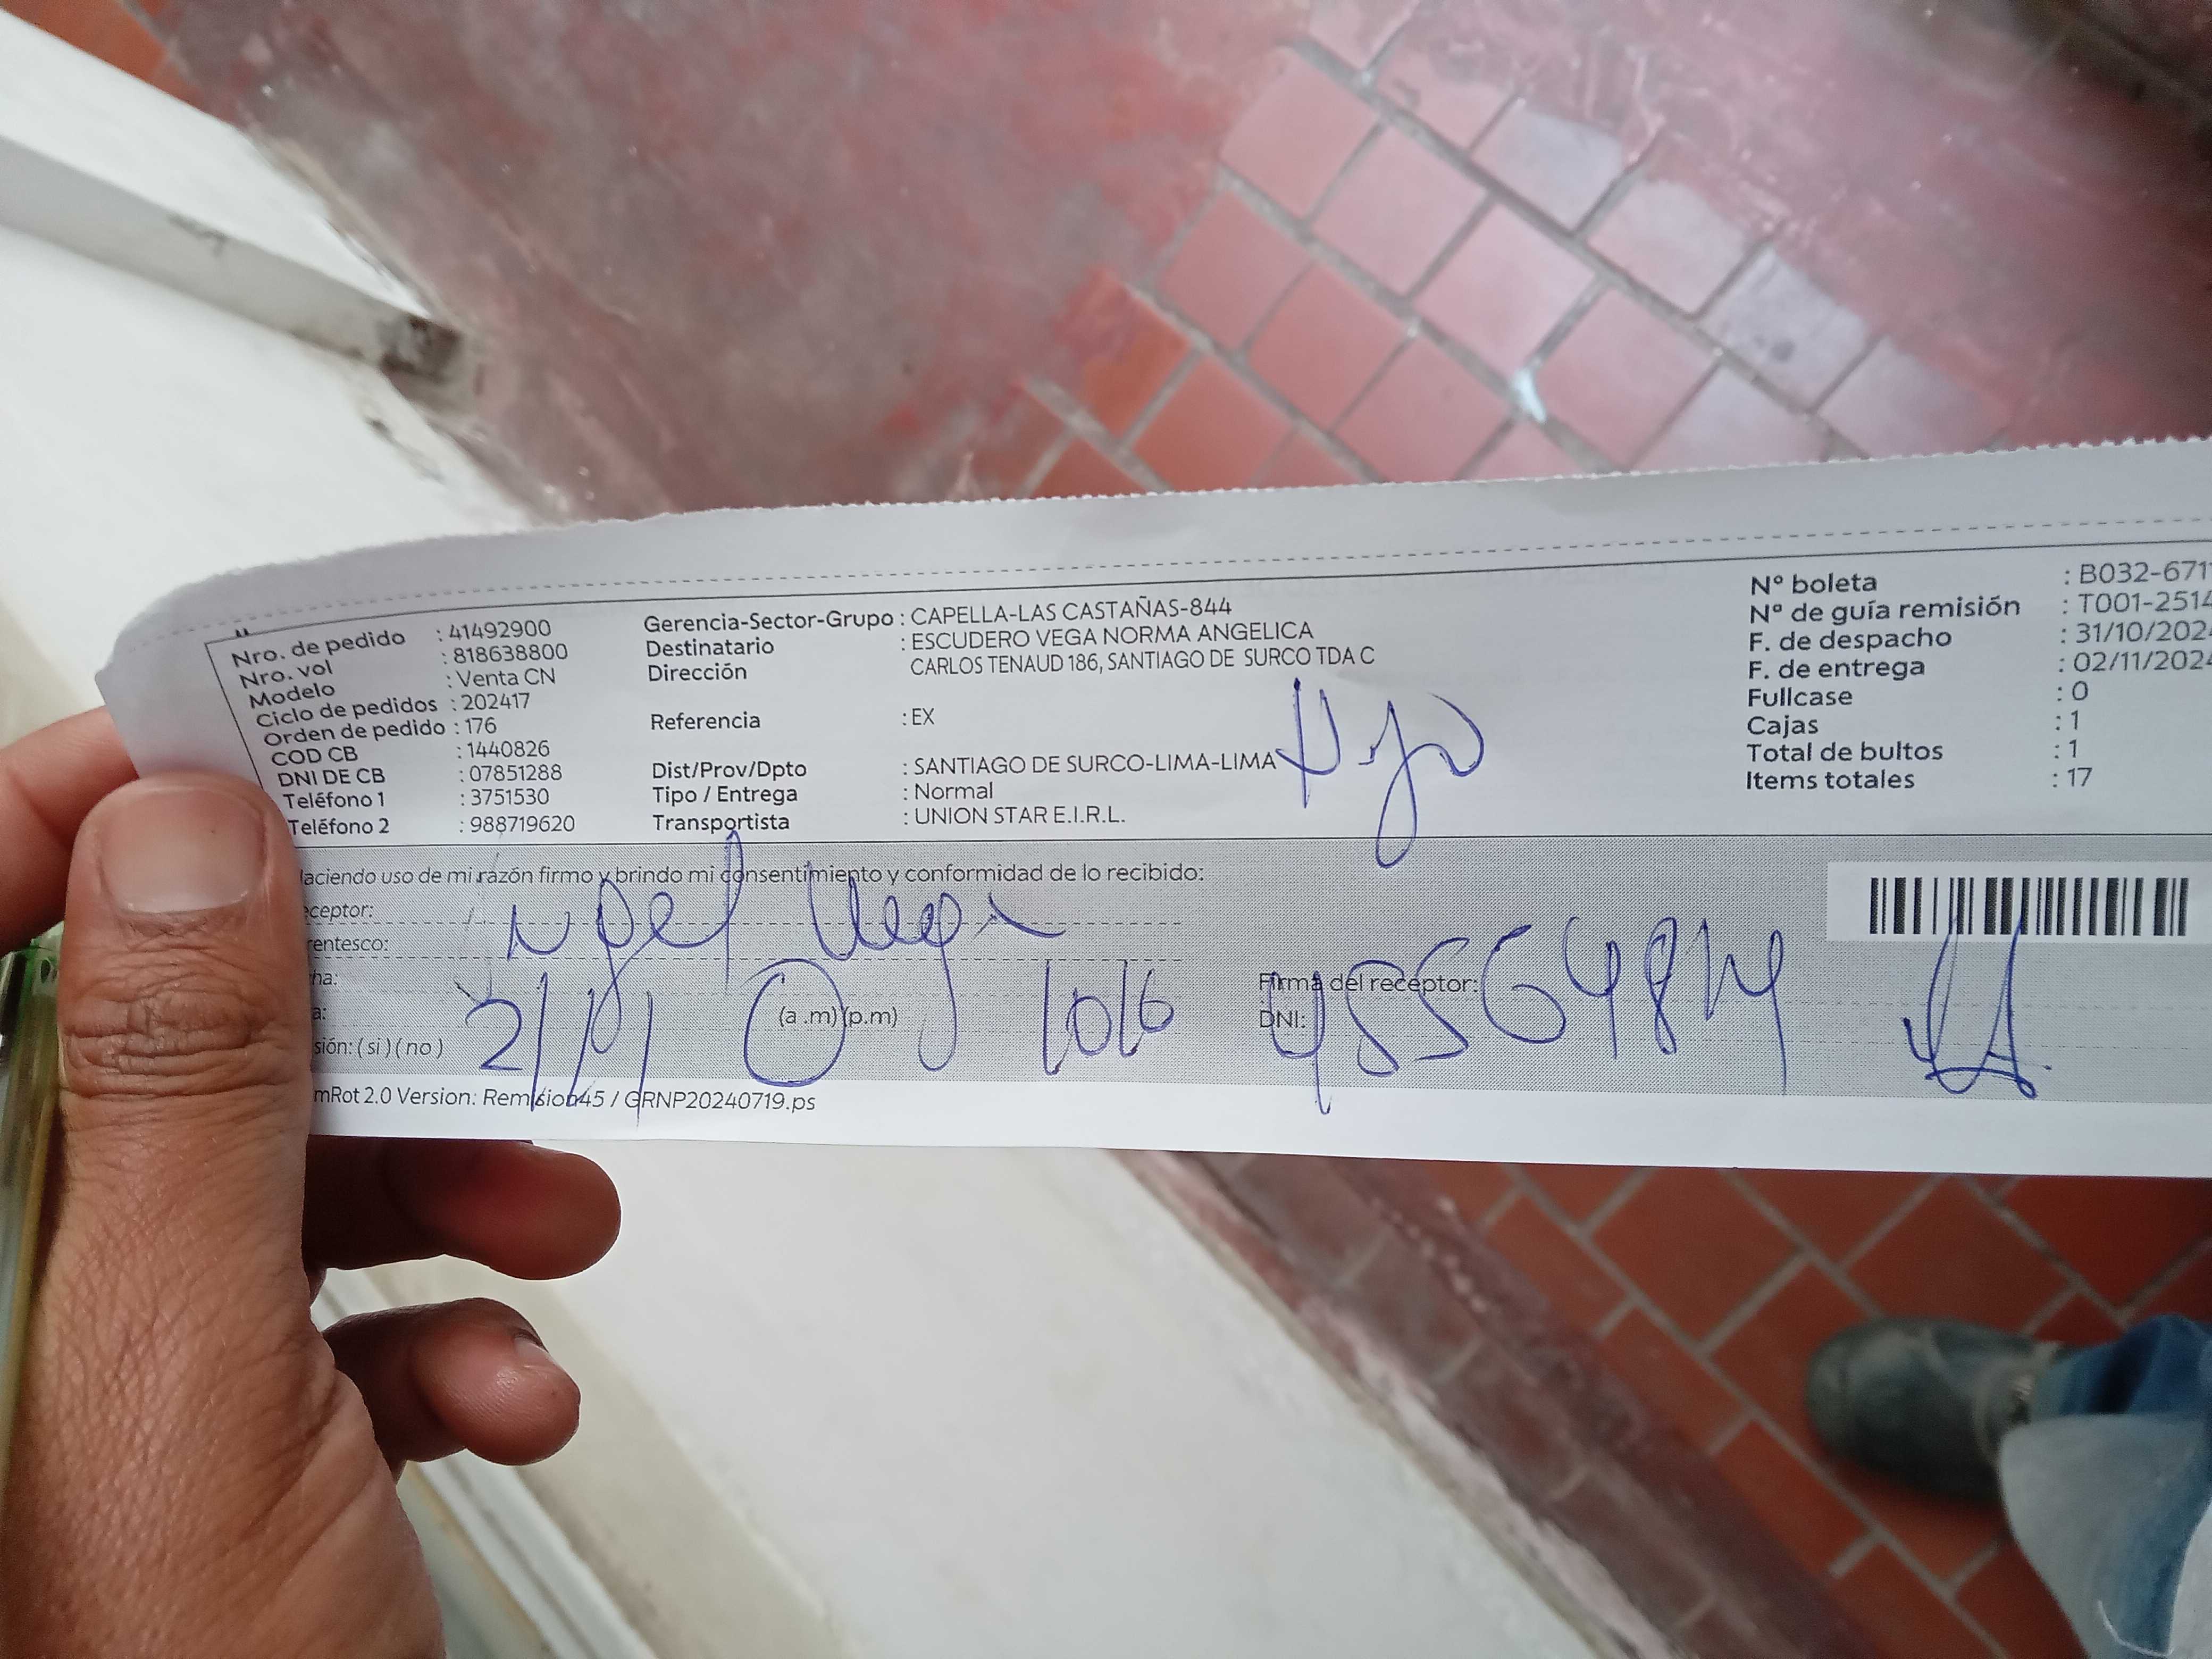 Nro. de pedido : 41492900
Nro. vol : 818638800
Modelo : Venta CN
Ciclo de pedidos : 202417
Orden de pedido : 176
COD CB : 1440826
DNI DE CB : 07851288
Teléfono 1 : 3751530
Teléfono 2 : 988719620
Gerencia-Sector-Grupo : CAPELLA-LAS CASTAÑAS-844
Destinatario : ESCUDERO VEGA NORMA ANGELICA
Dirección CARLOS TENAUD 186, SANTIAGO DE SURCO TDA C
Referencia : EX
Dist/Prov/Dpto : SANTIAGO DE SURCO-LIMA-LIMA
Tipo / Entrega : Normal
Transportista : UNION STAR E.I.R.L.
Nº boleta : B032-671
Nº de guía remisión : T001-2514
F. de despacho : 31/10/202
F. de entrega : 02/11/202
Fullcase : 0
Cajas : 1
Total de bultos : 1
Items totales : 17
Hijo
aciendo uso de mi razón firmo y brindo mi consentimiento y conformidad de lo recibido:
ceptor:
Vega
rentesco:
ha:
a: (a .m) (p.m)
2/11
1016
sión: ( si ) ( no )
Firma del receptor:
DNI:
mRot 2.0 Version: Remision45 / GRNP20240719.ps